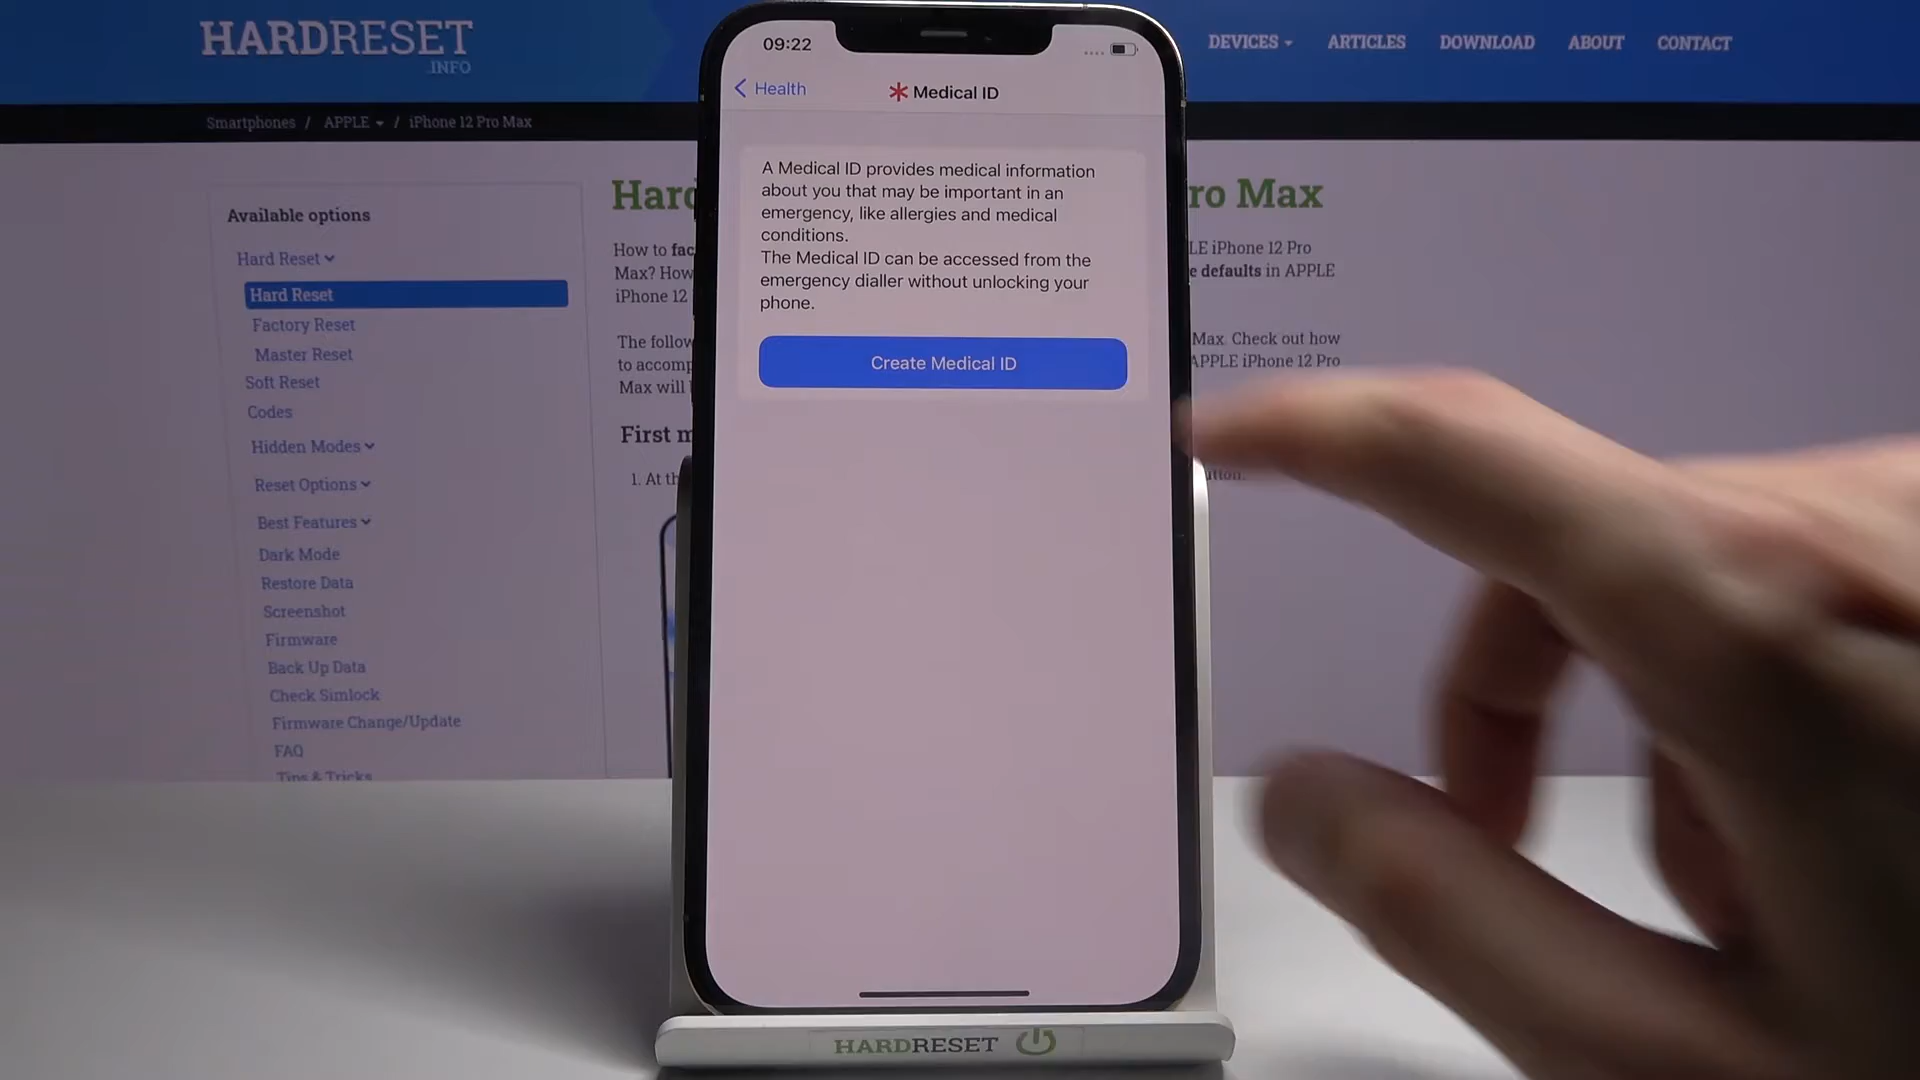 HARDRESET
.INFO
DEVICES
ARTICLES
DOWNLOAD
ABOUT
CONTACT
Smartphones / APPLE / iPhone 12 Pro Max
Available options
Hard Reset
Hard Reset
Factory Reset
Master Reset
Soft Reset
Codes
Hidden Modes
Reset Options
Best Features
Dark Mode
Restore Data
Screenshot
Firmware
Back Up Data
Check Simlock
Firmware Change/Update
FAQ
Tips & Tricks
ro Max
How to
LE iPhone 12 Pro
Max? How
e defaults in APPLE
iPhone 12
The
Max. Check out how
to
APPLE iPhone 12 Pro
Max will
First
1. At
09:22
Health
Medical ID
A Medical ID provides medical information
about you that may be important in an
emergency, like allergies and medical
conditions.
The Medical ID can be accessed from the
emergency dialler without unlocking your
phone.
Create Medical ID
HARDRESET